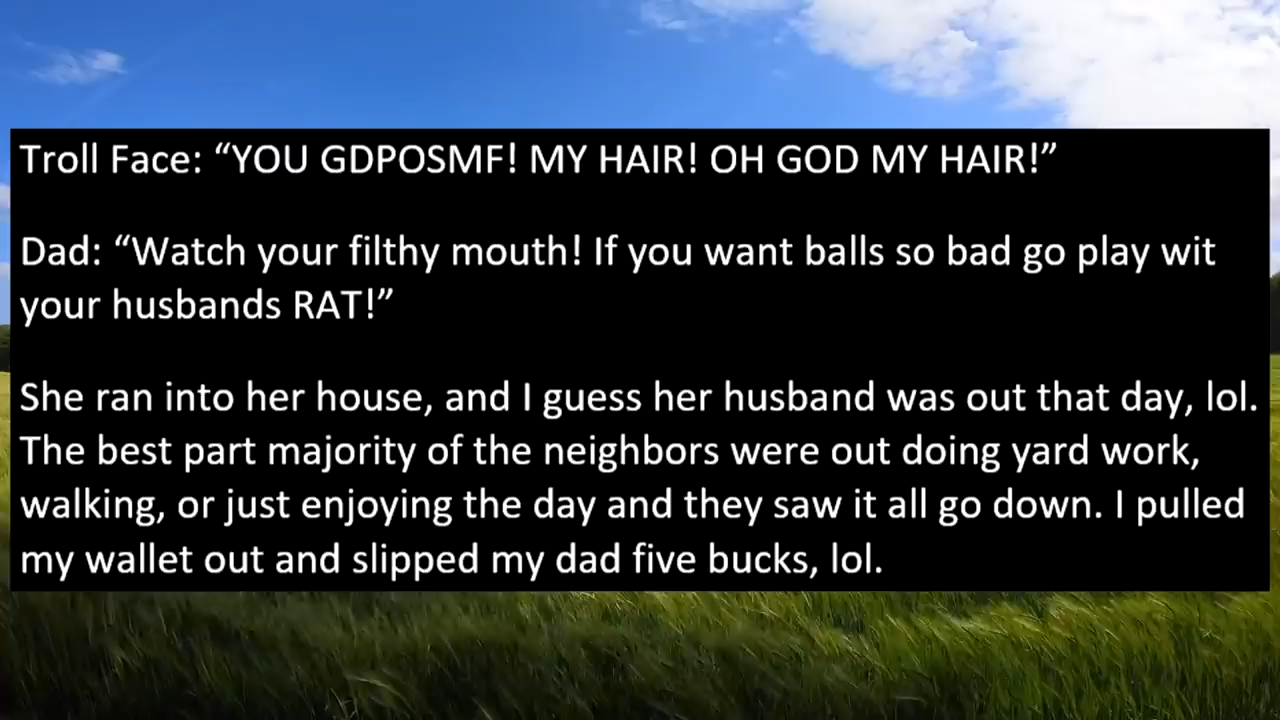 Troll Face: “YOU GDPOSMF! MY HAIR! OH GOD MY HAIR!”
Dad: “Watch your filthy mouth! If you want balls so bad go play wit
your husbands RAT!”
She ran into her house, and I guess her husband was out that day, lol.
The best part majority of the neighbors were out doing yard work,
walking, or just enjoying the day and they saw it all go down. I pulled
my wallet out and slipped my dad five bucks, lol.